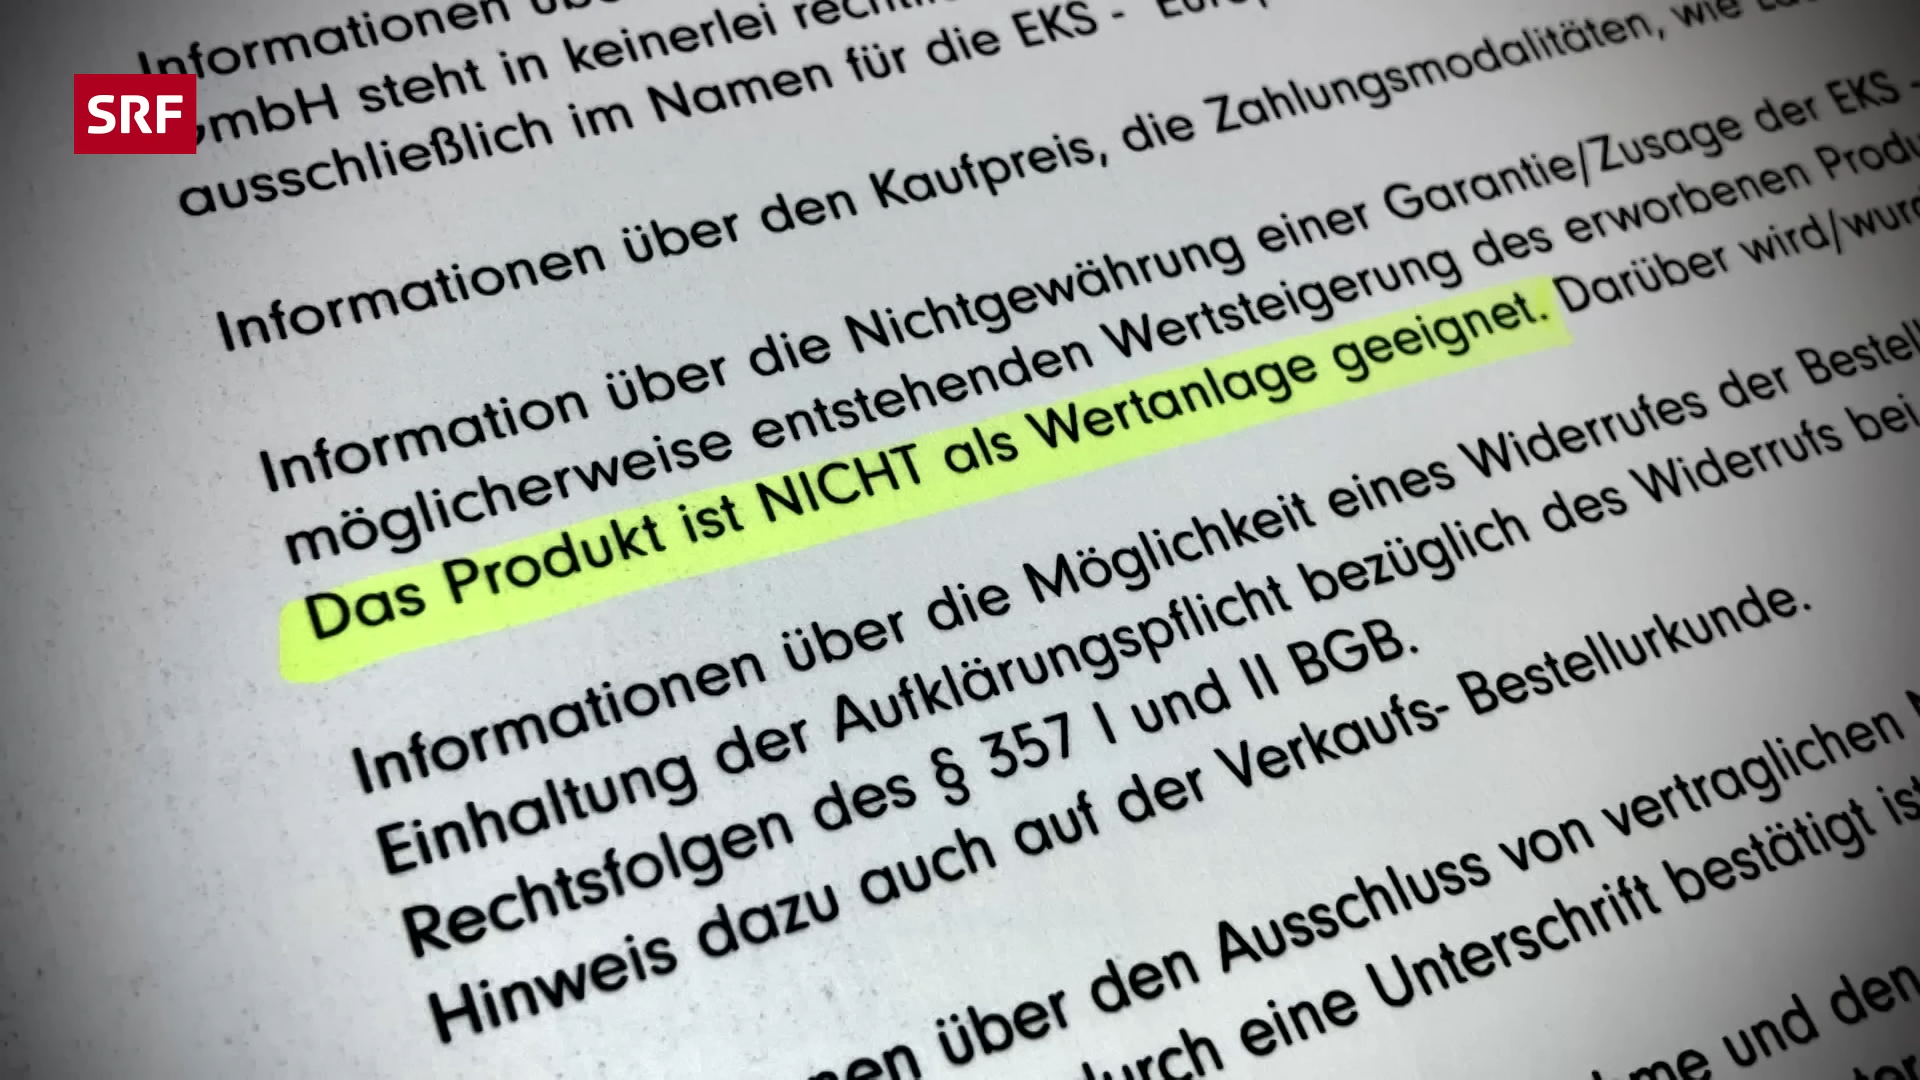 SRF
Informationen
GmbH steht in keinerlei
ausschließlich im Namen für die EKS -
Informationen über den Kaufpreis, die Zahlungsmodalitäten, wie
Information über die Nichtgewährung einer Garantie/Zusage der EKS -
möglicherweise entstehenden Wertsteigerung des erworbenen
Das Produkt ist NICHT als Wertanlage geeignet. Darüber wird/
Informationen über die Möglichkeit eines Widerrufes der
Einhaltung der Aufklärungspflicht bezüglich des Widerrufs bei
Rechtsfolgen des § 357 I und II BGB.
Hinweis dazu auch auf der Verkaufs- Bestellurkunde.
über den Ausschluss von vertraglichen
durch eine Unterschrift bestätigt
und den